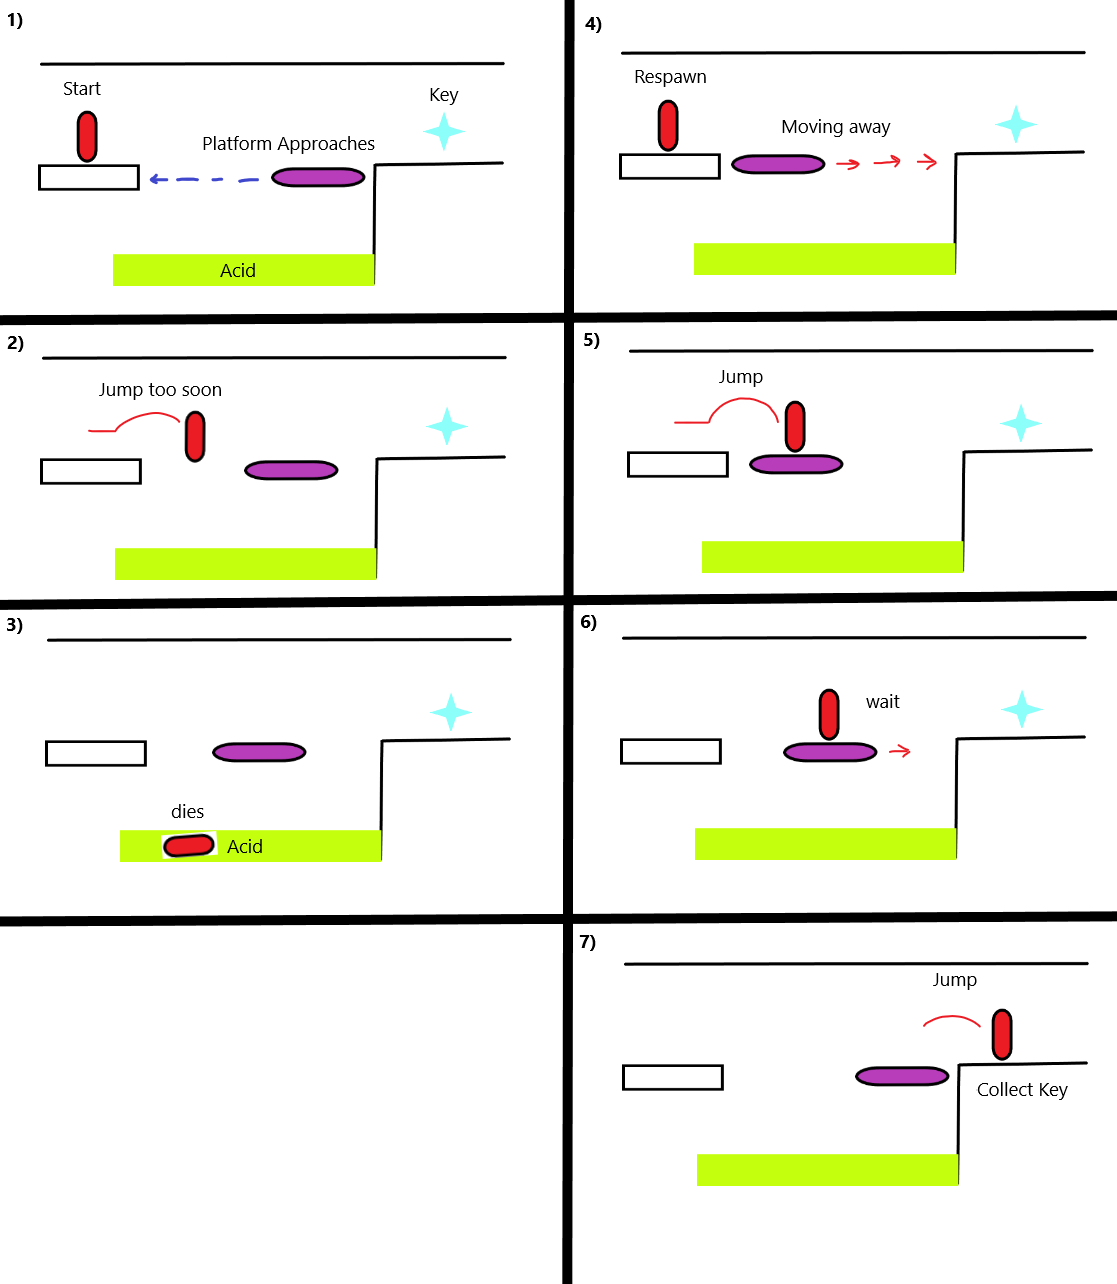 1)
Start
Key
Platform Approaches
Acid
2)
Jump too soon
3)
dies
Acid
4)
Respawn
Moving away
5)
Jump
6)
wait
7)
Jump
Collect Key